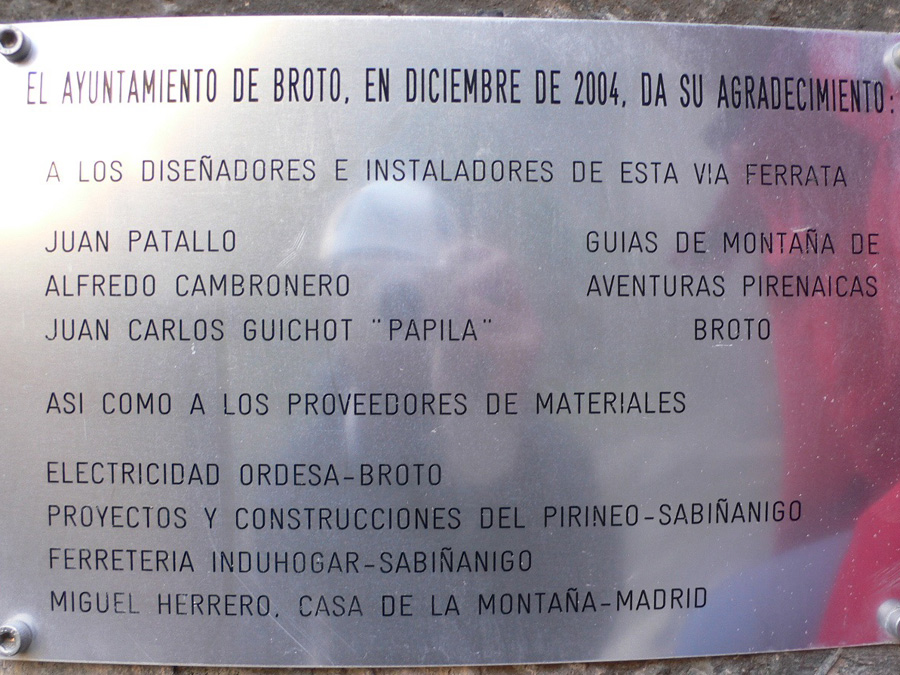 EL AYUNTAMIENTO DE BROTO, EN DICIEMBRE DE 2004, DA SU AGRADECIMIENTO:
A LOS DISEÑADORES E INSTALADORES DE ESTA VIA FERRATA
JUAN PATALLO
ALFREDO CAMBRONERO
JUAN CARLOS GUICHOT "PAPILA"
GUIAS DE MONTAÑA DE
AVENTURAS PIRENAICAS
BROTO
ASI COMO A LOS PROVEEDORES DE MATERIALES
ELECTRICIDAD ORDESA-BROTO
PROYECTOS Y CONSTRUCCIONES DEL PIRINEO-SABIÑANIGO
FERRETERIA INDUHOGAR-SABIÑANIGO
MIGUEL HERRERO, CASA DE LA MONTAÑA-MADRID